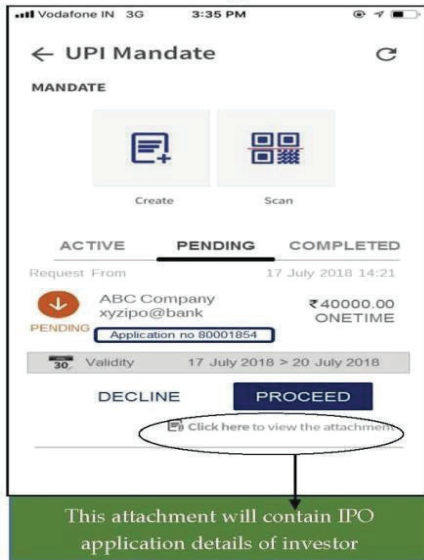 Vodafone IN 3G 3:35 PM
← UPI Mandate
MANDATE
Create Scan
ACTIVE PENDING COMPLETED
Request From 17 July 2018 14:21
ABC Company ₹40000.00
xyzipo@bank ONETIME
PENDING Application no 80001854
30 Validity 17 July 2018 > 20 July 2018
DECLINE PROCEED
Click here to view the attachment
This attachment will contain IPO
application details of investor